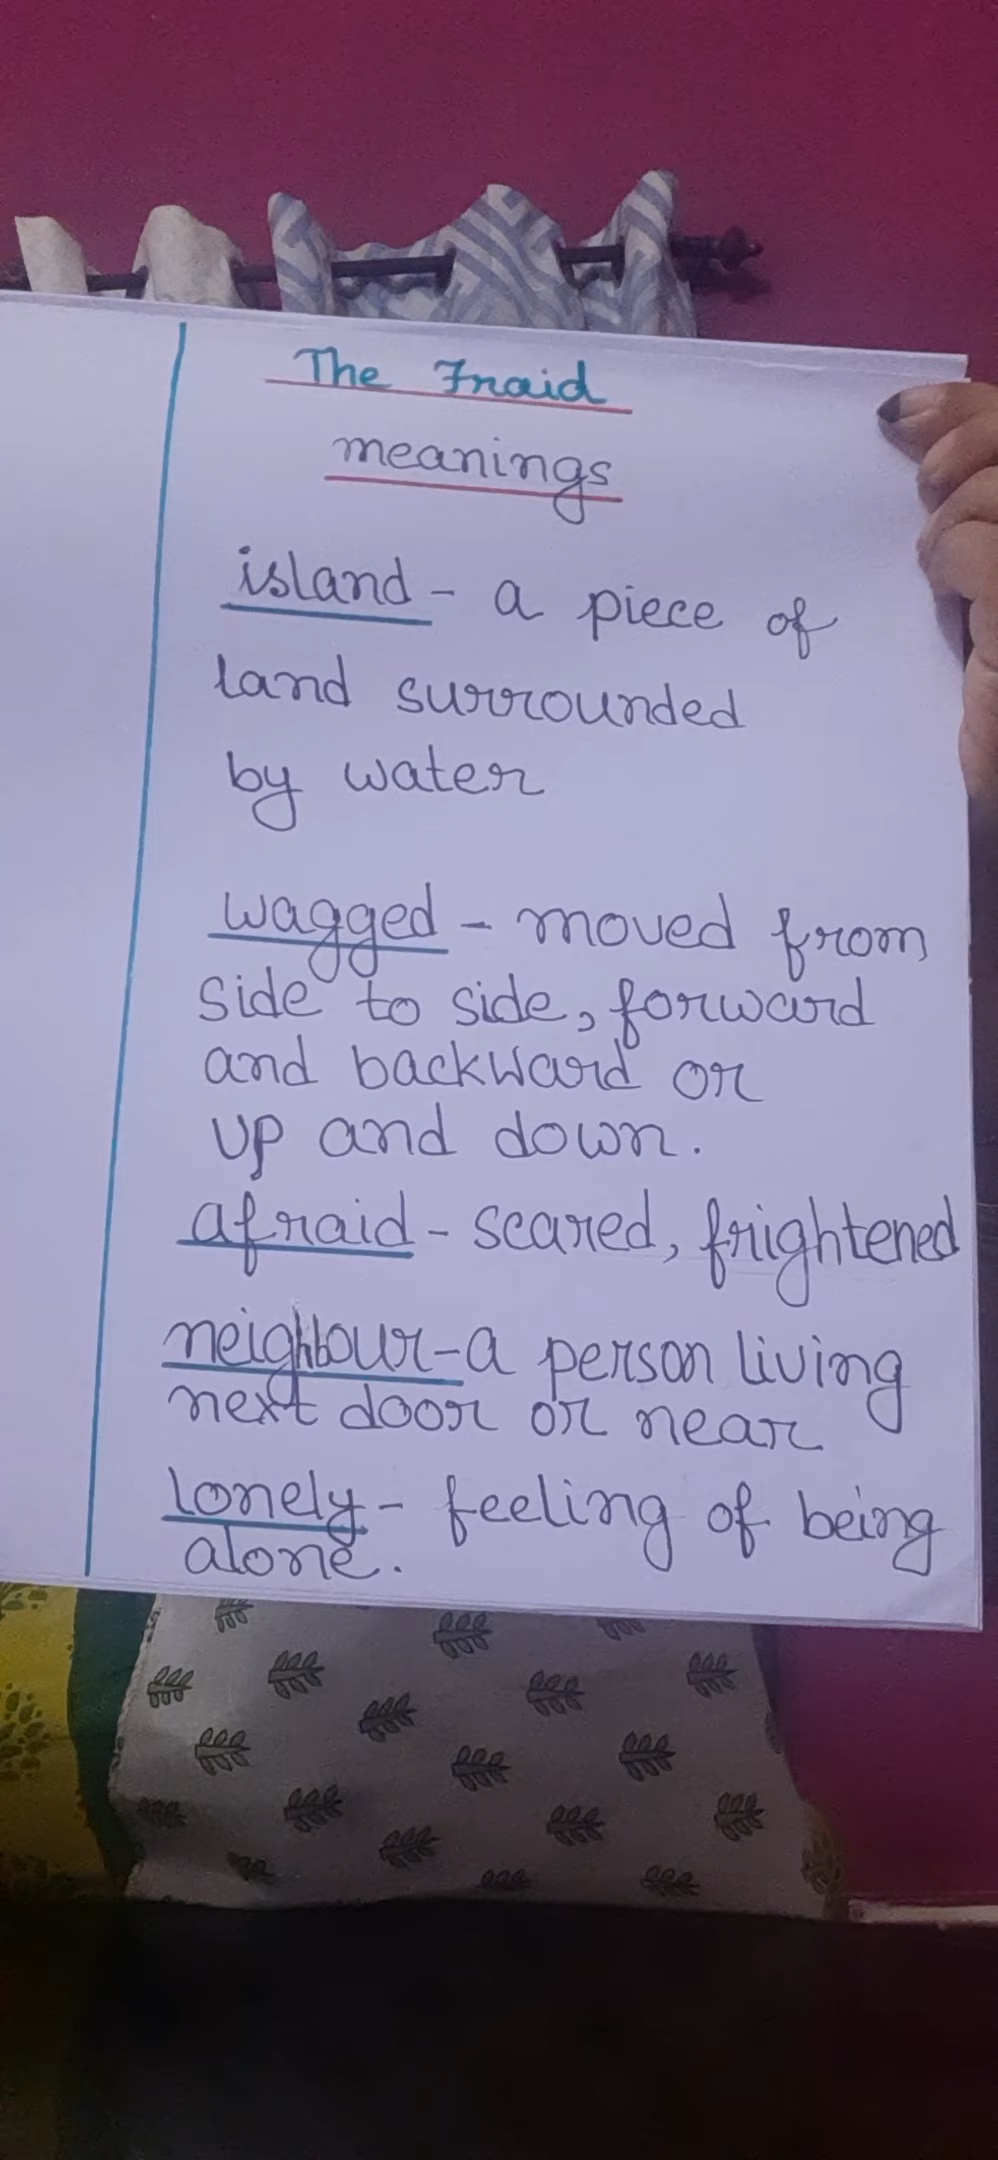 The Fraid
meanings
island - a piece of
land surrounded
by water
wagged - moved from
side to side, forward
and backward or
up and down.
afraid - scared, frightened
neighbour - a person living
next door or near
lonely - feeling of being
alone.